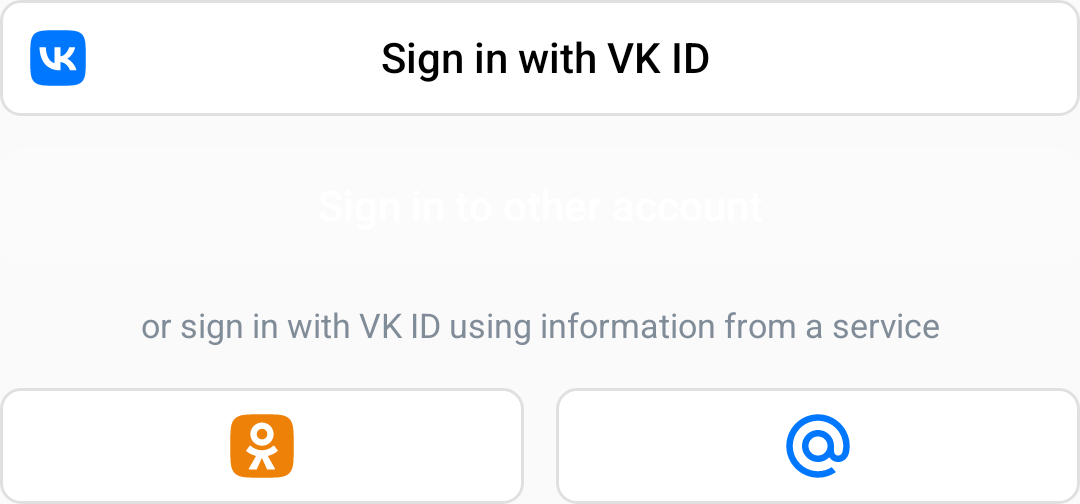 Sign in with VK ID
Sign in to other account
or sign in with VK ID using information from a service